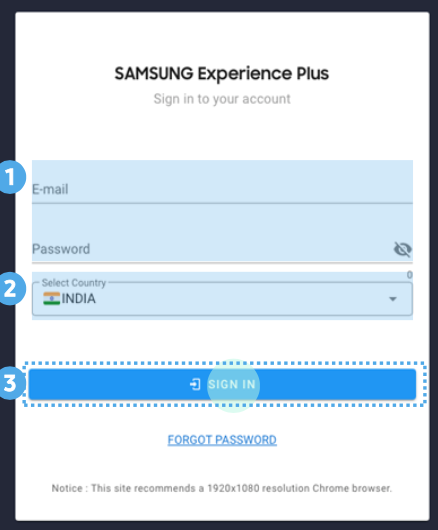 SAMSUNG Experience Plus
Sign in to your account
1
E-mail
Password
0
2
Select Country
INDIA
3
SIGN IN
FORGOT PASSWORD
Notice : This site recommends a 1920x1080 resolution Chrome browser.